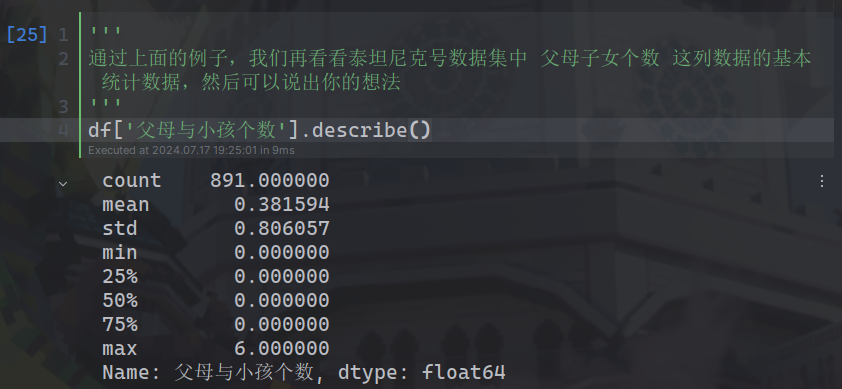 [25] 1 '''
2 通过上面的例子，我们再看看泰坦尼克号数据集中 父母子女个数 这列数据的基本
统计数据，然后可以说出你的想法
3 '''
4 df['父母与小孩个数'].describe()
Executed at 2024.07.17 19:25:01 in 9ms
count 891.000000
mean 0.381594
std 0.806057
min 0.000000
25% 0.000000
50% 0.000000
75% 0.000000
max 6.000000
Name: 父母与小孩个数, dtype: float64